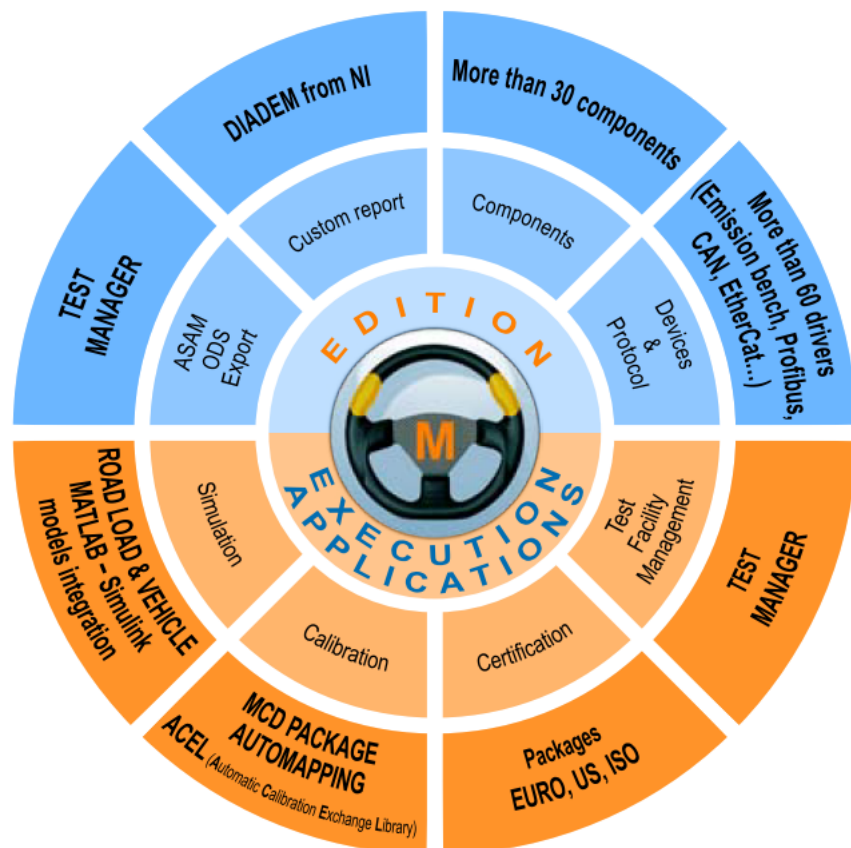 DIADEM from NI
More than 30 components
More than 60 drivers
(Emission bench, Profibus,
CAN, EtherCat...)
TEST
MANAGER
Custom report
Components
Devices
&
Protocol
ASAM
ODS
Export
EDITION
M
EXECUTION
APPLICATIONS
Simulation
Test
Facility
Management
Calibration
Certification
ROAD LOAD & VEHICLE
MATLAB – Simulink
models integration
TEST
MANAGER
MCD PACKAGE
AUTOMAPPING
ACEL (Automatic Calibration Exchange Library)
Packages
EURO, US, ISO